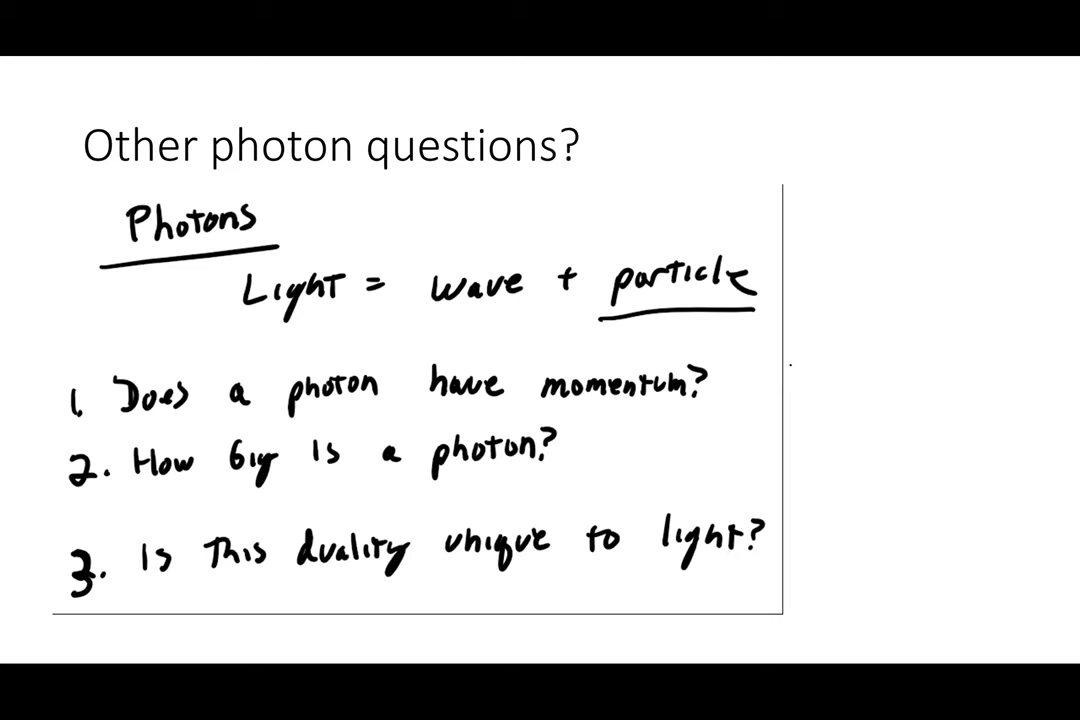 Other photon questions?
Photons
Light = wave + particle
1. Does a photon have momentum?
2. How big is a photon?
3. Is this duality unique to light?